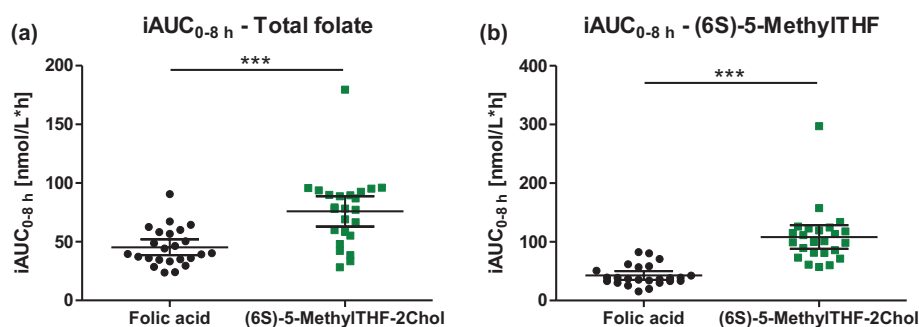 (a) iAUC0-8 h - Total folate
iAUC0-8 h [nmol/L*h]
200
150
100
50
0
***
Folic acid (6S)-5-MethylTHF-2Chol
(b) iAUC0-8 h - (6S)-5-MethylTHF
iAUC0-8 h [nmol/L*h]
400
300
200
100
0
***
Folic acid (6S)-5-MethylTHF-2Chol